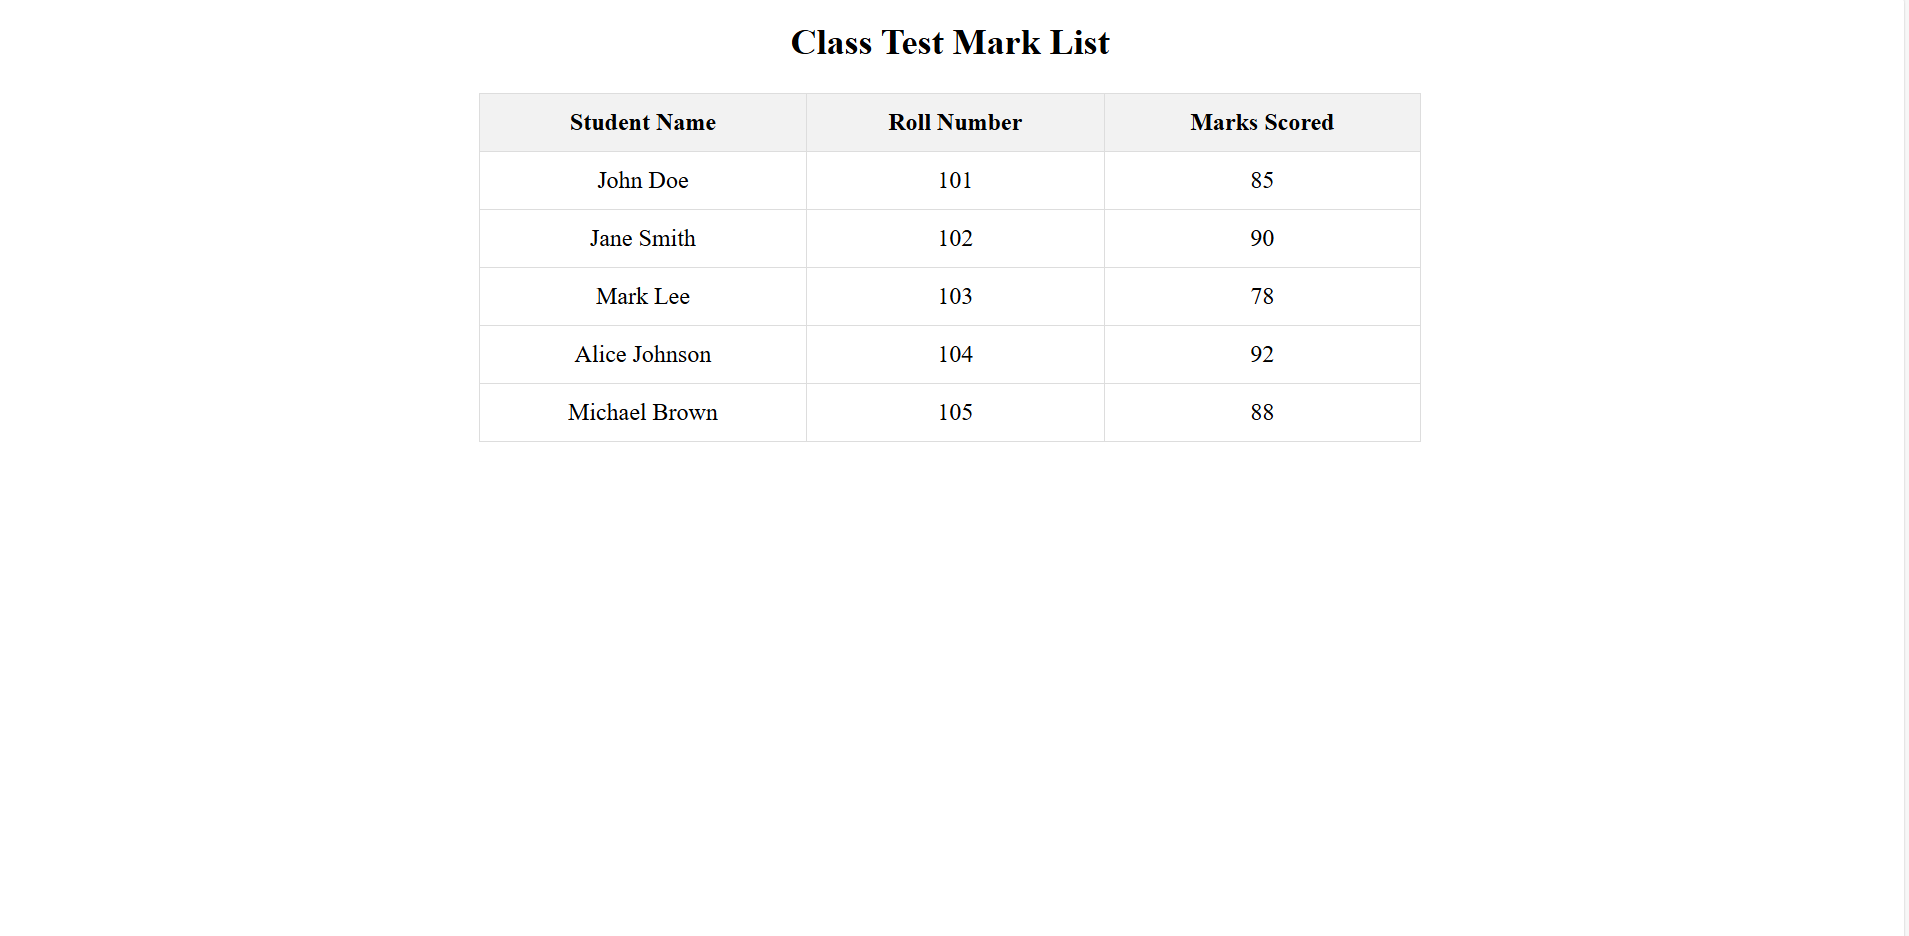 Class Test Mark List
Student Name Roll Number Marks Scored
John Doe 101 85
Jane Smith 102 90
Mark Lee 103 78
Alice Johnson 104 92
Michael Brown 105 88